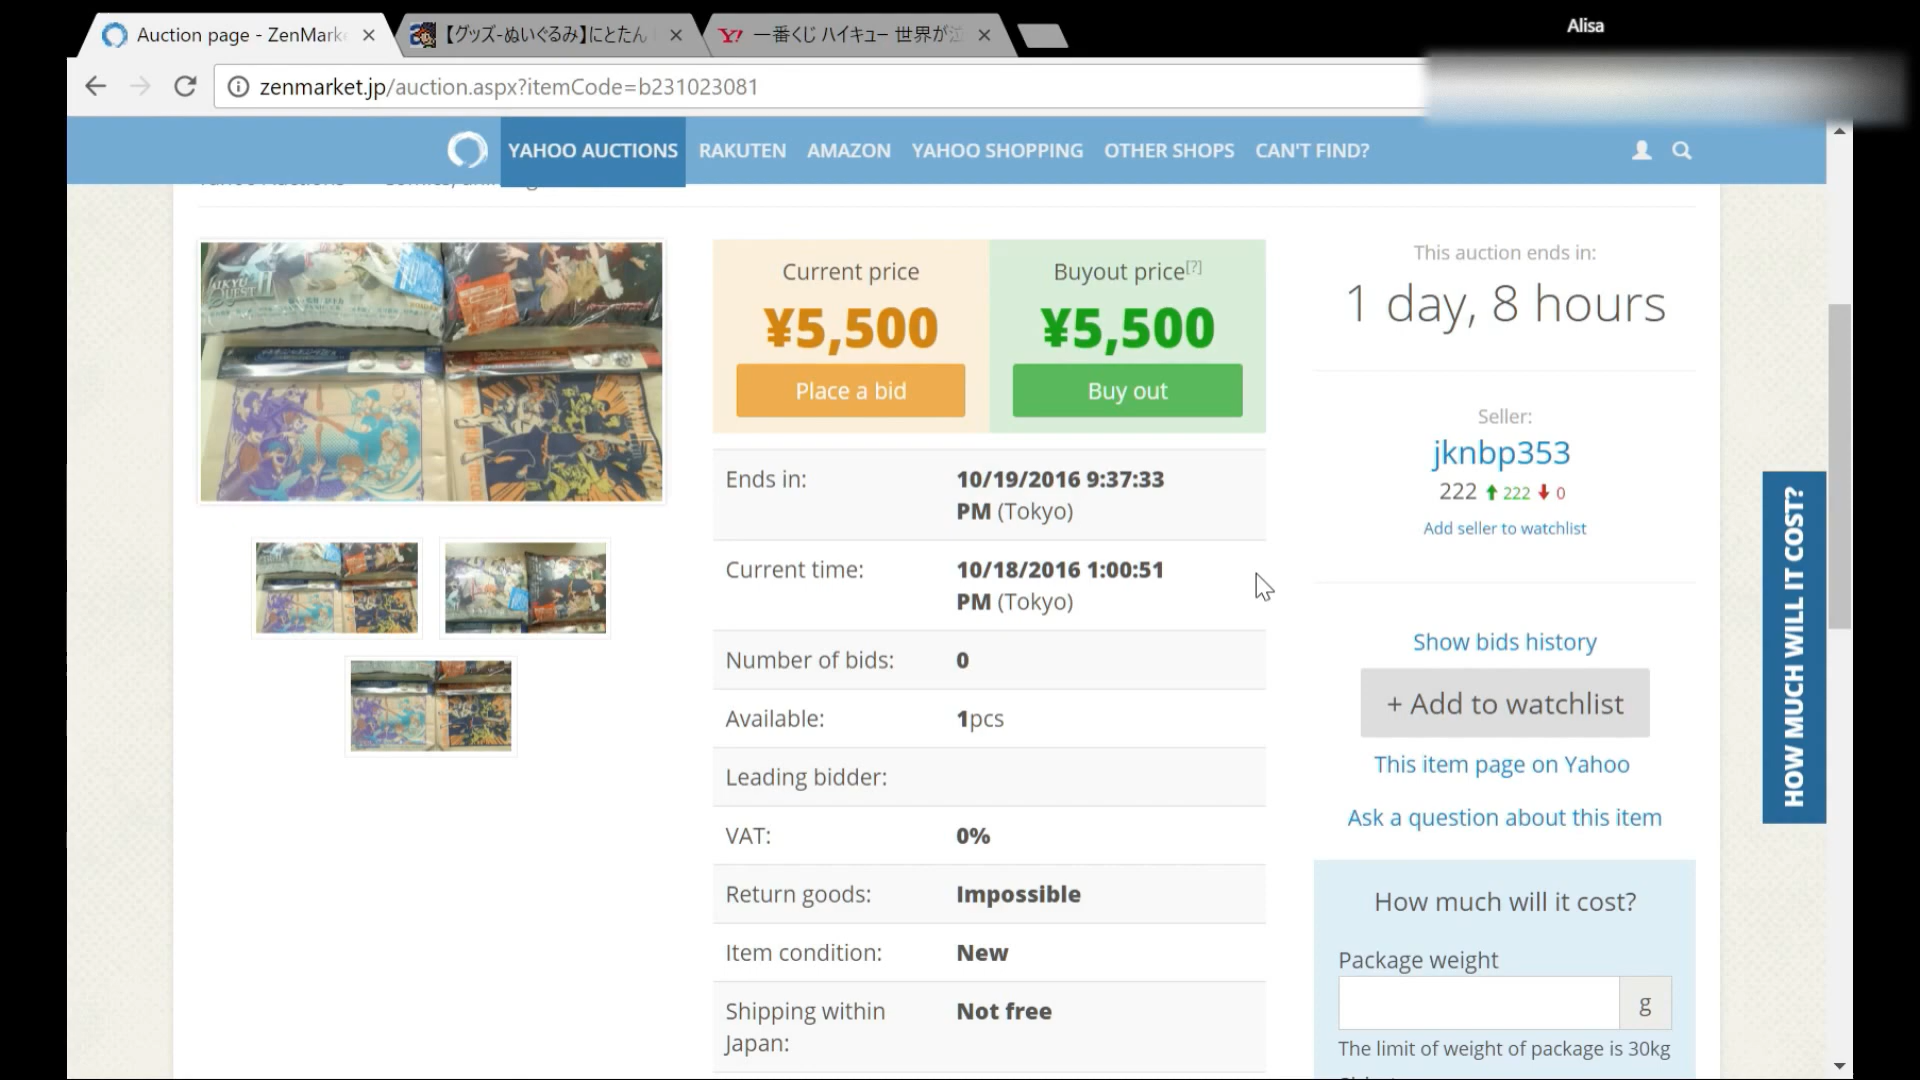 Alisa
Auction page - ZenMark
【グッズ-ぬいぐるみ】にとたん
Y! 一番くじ ハイキュー 世界が泣
zenmarket.jp/auction.aspx?itemCode=b231023081
YAHOO AUCTIONS RAKUTEN AMAZON YAHOO SHOPPING OTHER SHOPS CAN'T FIND?
Current price
¥5,500
Place a bid
Buyout price[?]
¥5,500
Buy out
Ends in: 10/19/2016 9:37:33
PM (Tokyo)
Current time: 10/18/2016 1:00:51
PM (Tokyo)
Number of bids: 0
Available: 1pcs
Leading bidder:
VAT: 0%
Return goods: Impossible
Item condition: New
Shipping within Not free
Japan:
This auction ends in:
1 day, 8 hours
Seller:
jknbp353
222 222 0
Add seller to watchlist
Show bids history
+ Add to watchlist
This item page on Yahoo
Ask a question about this item
How much will it cost?
Package weight
g
The limit of weight of package is 30kg
HOW MUCH WILL IT COST?